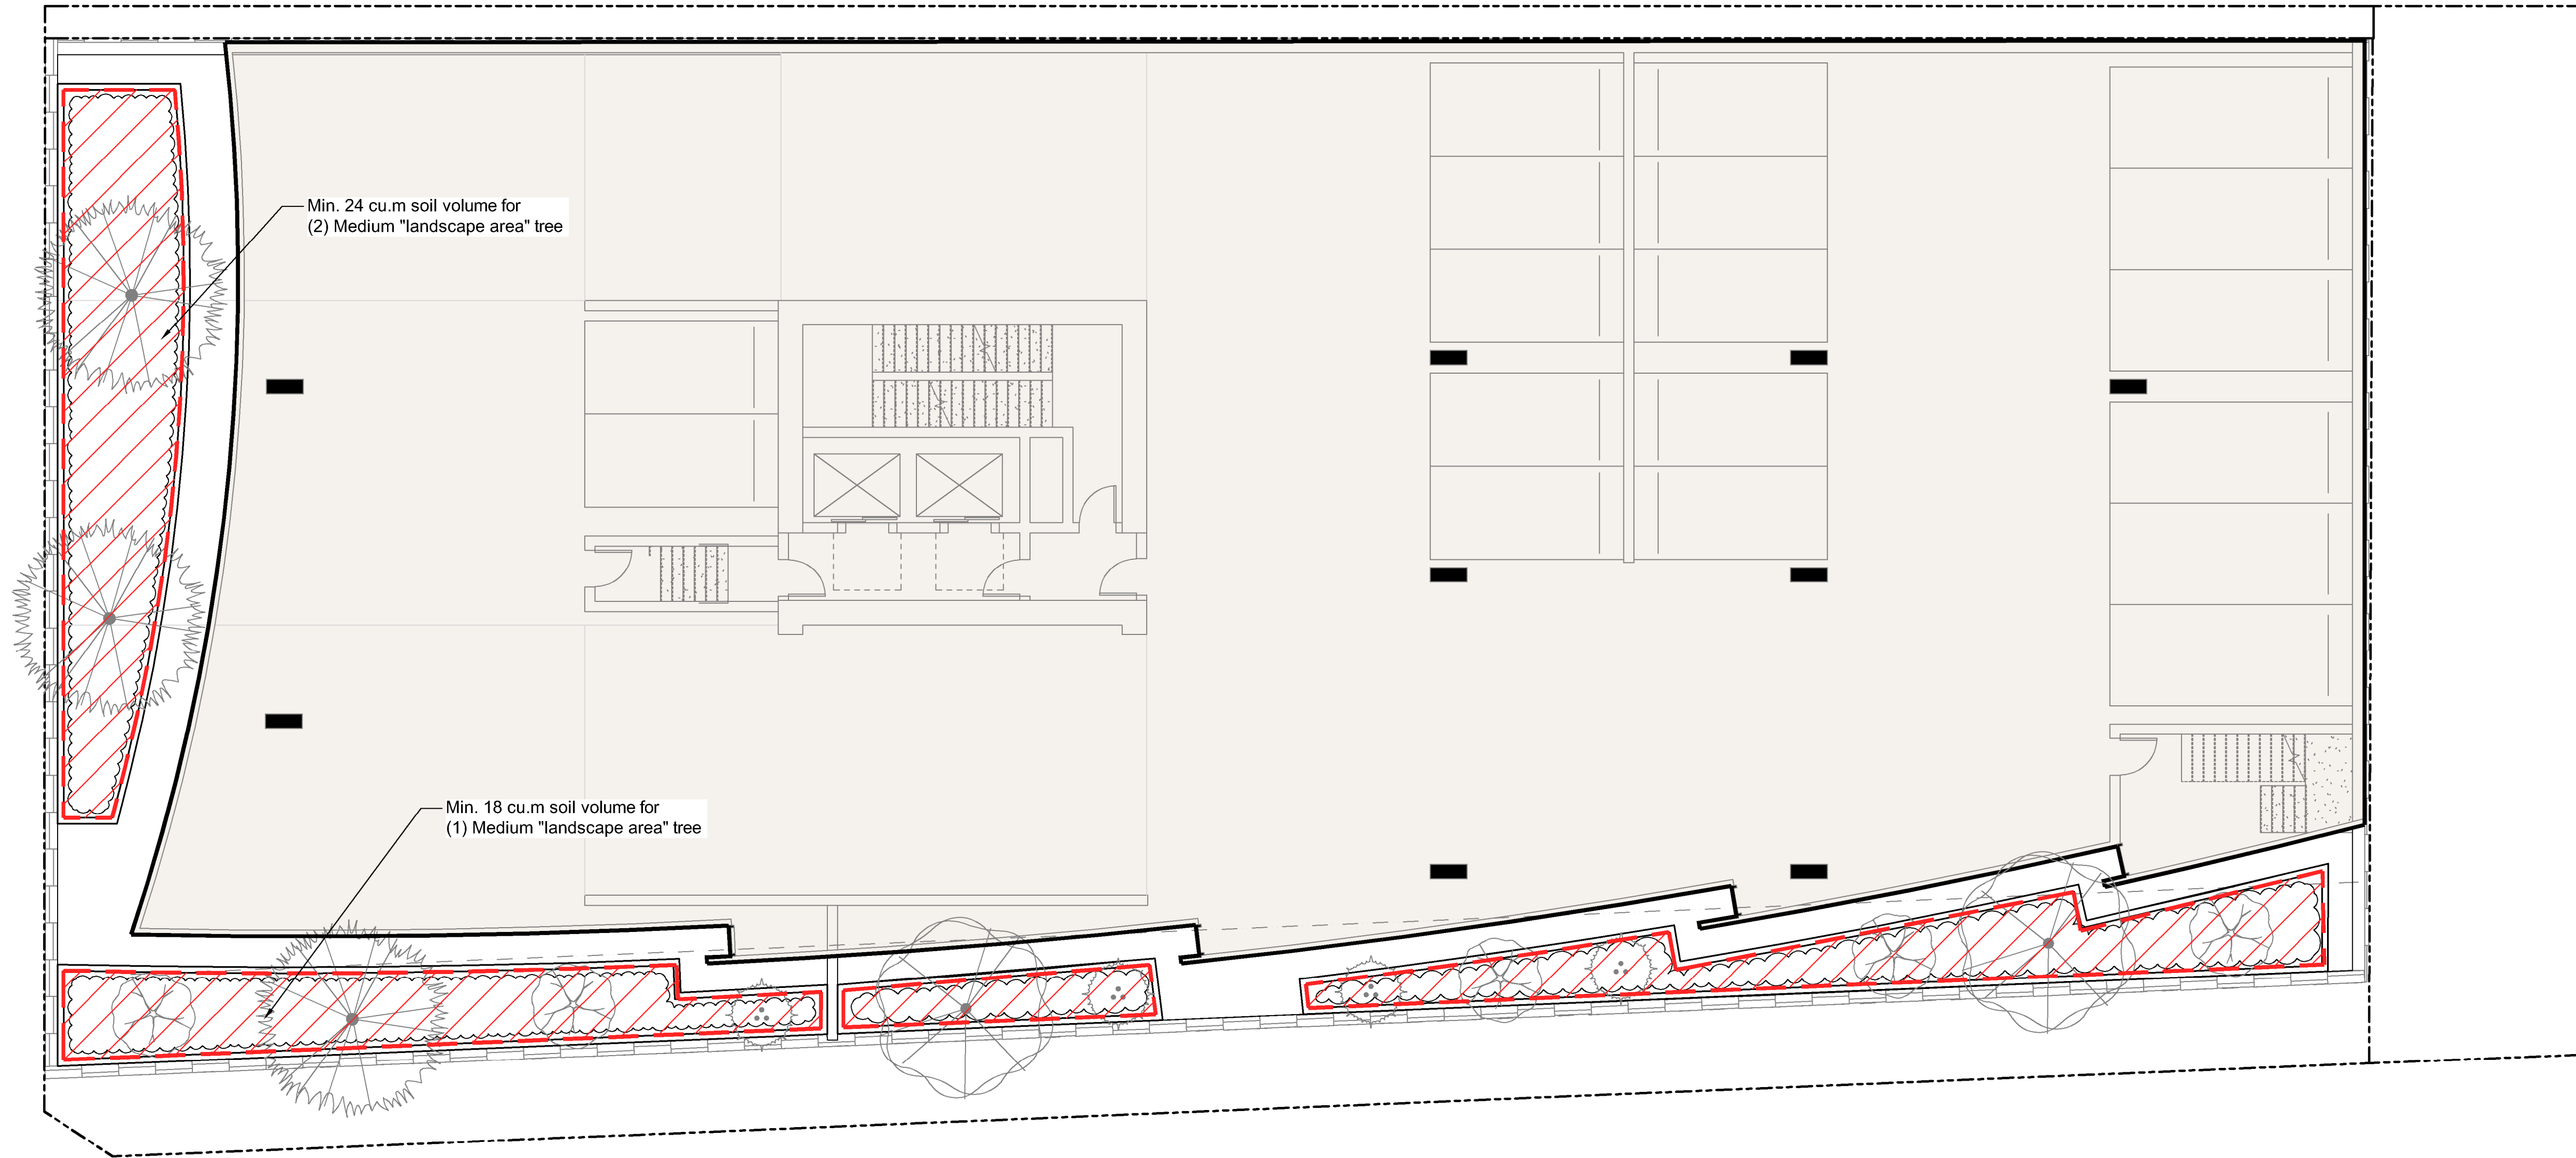 Min. 24 cu.m soil volume for
(2) Medium "landscape area" tree
Min. 18 cu.m soil volume for
(1) Medium "landscape area" tree